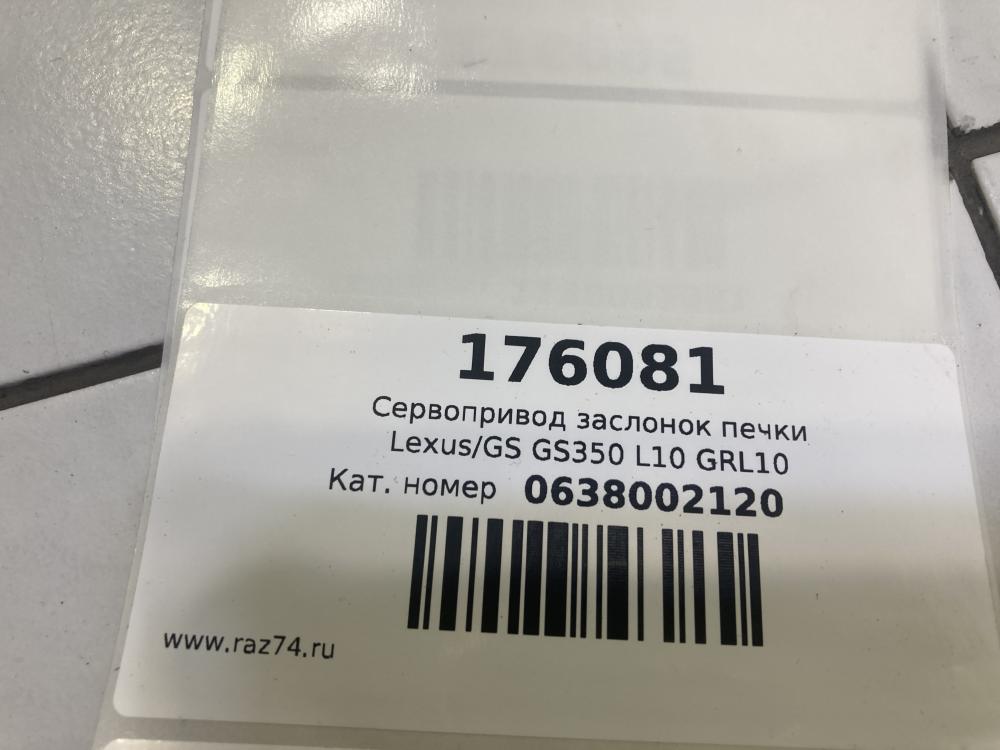 176081
Сервопривод заслонок печки
Lexus/GS GS350 L10 GRL10
Кат. номер 0638002120
www.raz74.ru